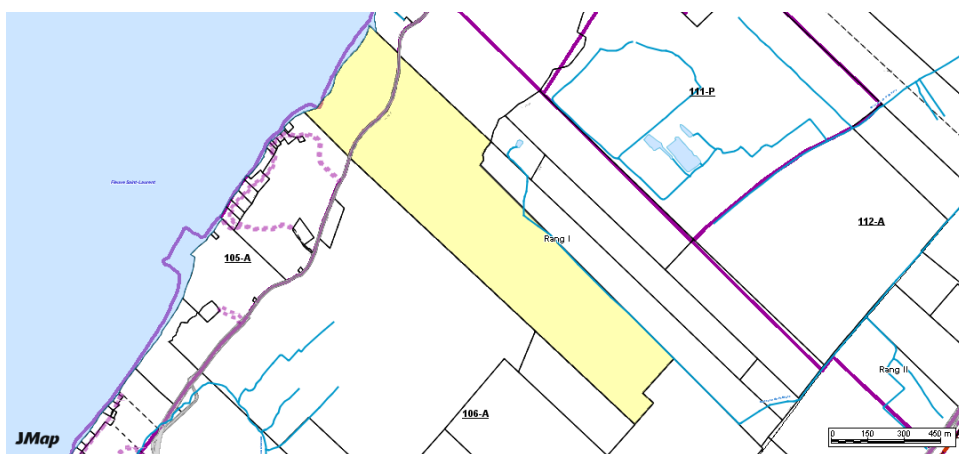 111-P
Fleuve Saint-Laurent
112-A
Rang I
105-A
Rang II
106-A
JMap
0 150 300 450 m